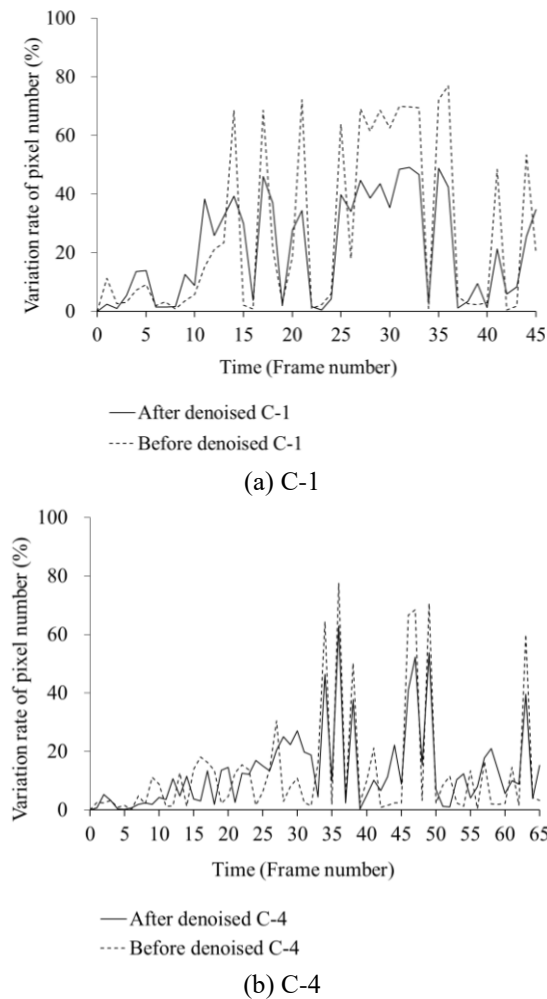 Variation rate of pixel number (%)
100
80
60
40
20
0
0 5 10 15 20 25 30 35 40 45
Time (Frame number)
After denoised C-1
Before denoised C-1
(a) C-1
Variation rate of pixel number (%)
100
80
60
40
20
0
0 5 10 15 20 25 30 35 40 45 50 55 60 65
Time (Frame number)
After denoised C-4
Before denoised C-4
(b) C-4